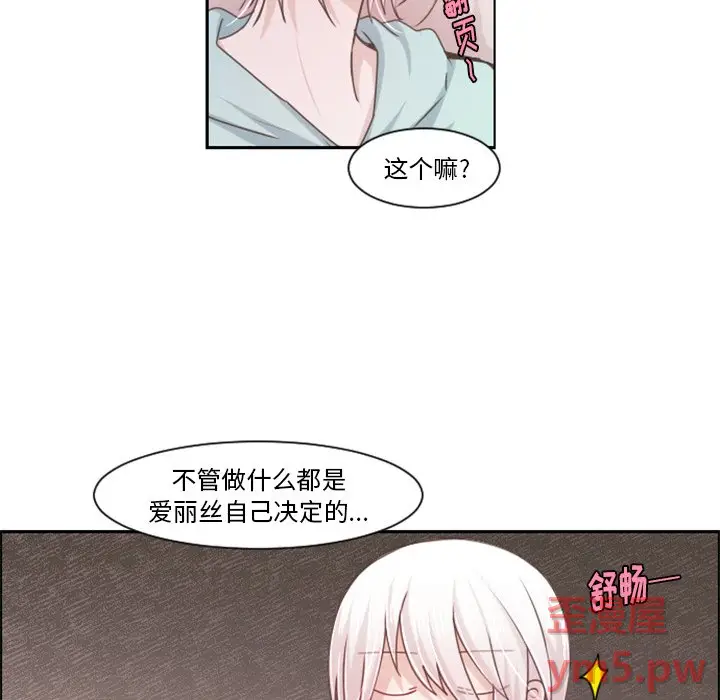 翻页~
这个嘛?
不管做什么都是
爱丽丝自己决定的...
舒畅—
歪漫屋
ym5.pw